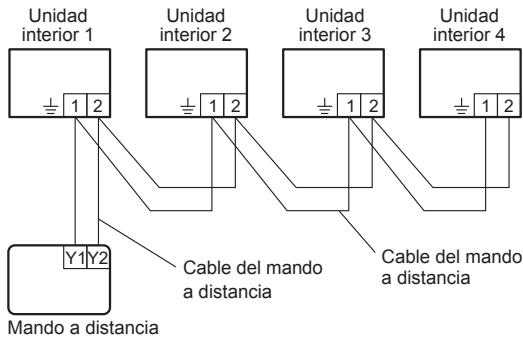 Unidad
interior 1
Unidad
interior 2
Unidad
interior 3
Unidad
interior 4
1 2
1 2
1 2
1 2
Y1 Y2
Cable del mando
a distancia
Cable del mando
a distancia
Mando a distancia